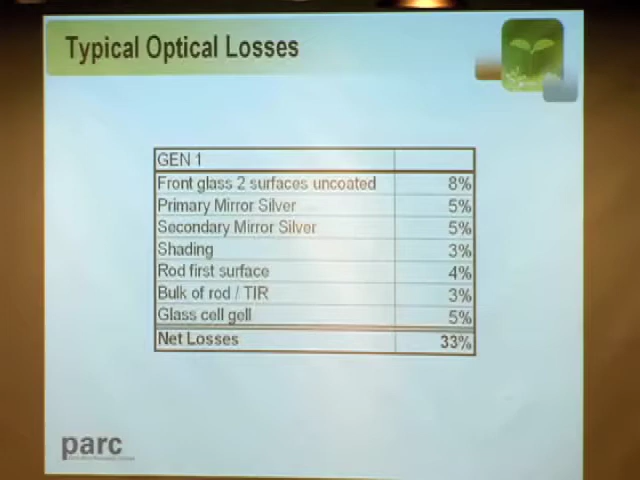 Typical Optical Losses
GEN 1
Front glass 2 surfaces uncoated 8%
Primary Mirror Silver 5%
Secondary Mirror Silver 5%
Shading 3%
Rod first surface 4%
Bulk of rod / TIR 3%
Glass cell gell 5%
Net Losses 33%
parc